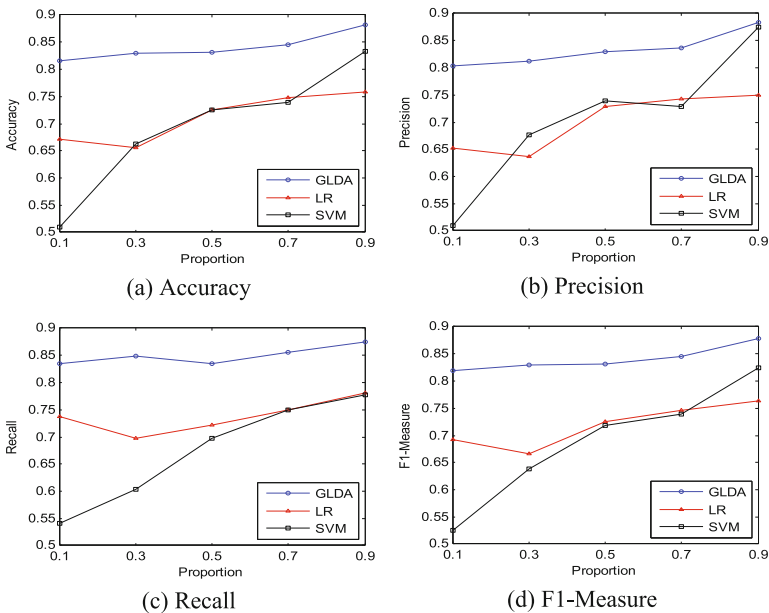 0.9
0.85
0.8
0.75
0.7
0.65
0.6
0.55
0.5
Accuracy
0.1 0.3 0.5 0.7 0.9
Proportion
GLDA
LR
SVM
(a) Accuracy
0.9
0.85
0.8
0.75
0.7
0.65
0.6
0.55
0.5
Precision
0.1 0.3 0.5 0.7 0.9
Proportion
GLDA
LR
SVM
(b) Precision
0.9
0.85
0.8
0.75
0.7
0.65
0.6
0.55
0.5
Recall
0.1 0.3 0.5 0.7 0.9
Proportion
GLDA
LR
SVM
(c) Recall
0.9
0.85
0.8
0.75
0.7
0.65
0.6
0.55
0.5
F1-Measure
0.1 0.3 0.5 0.7 0.9
Proportion
GLDA
LR
SVM
(d) F1-Measure